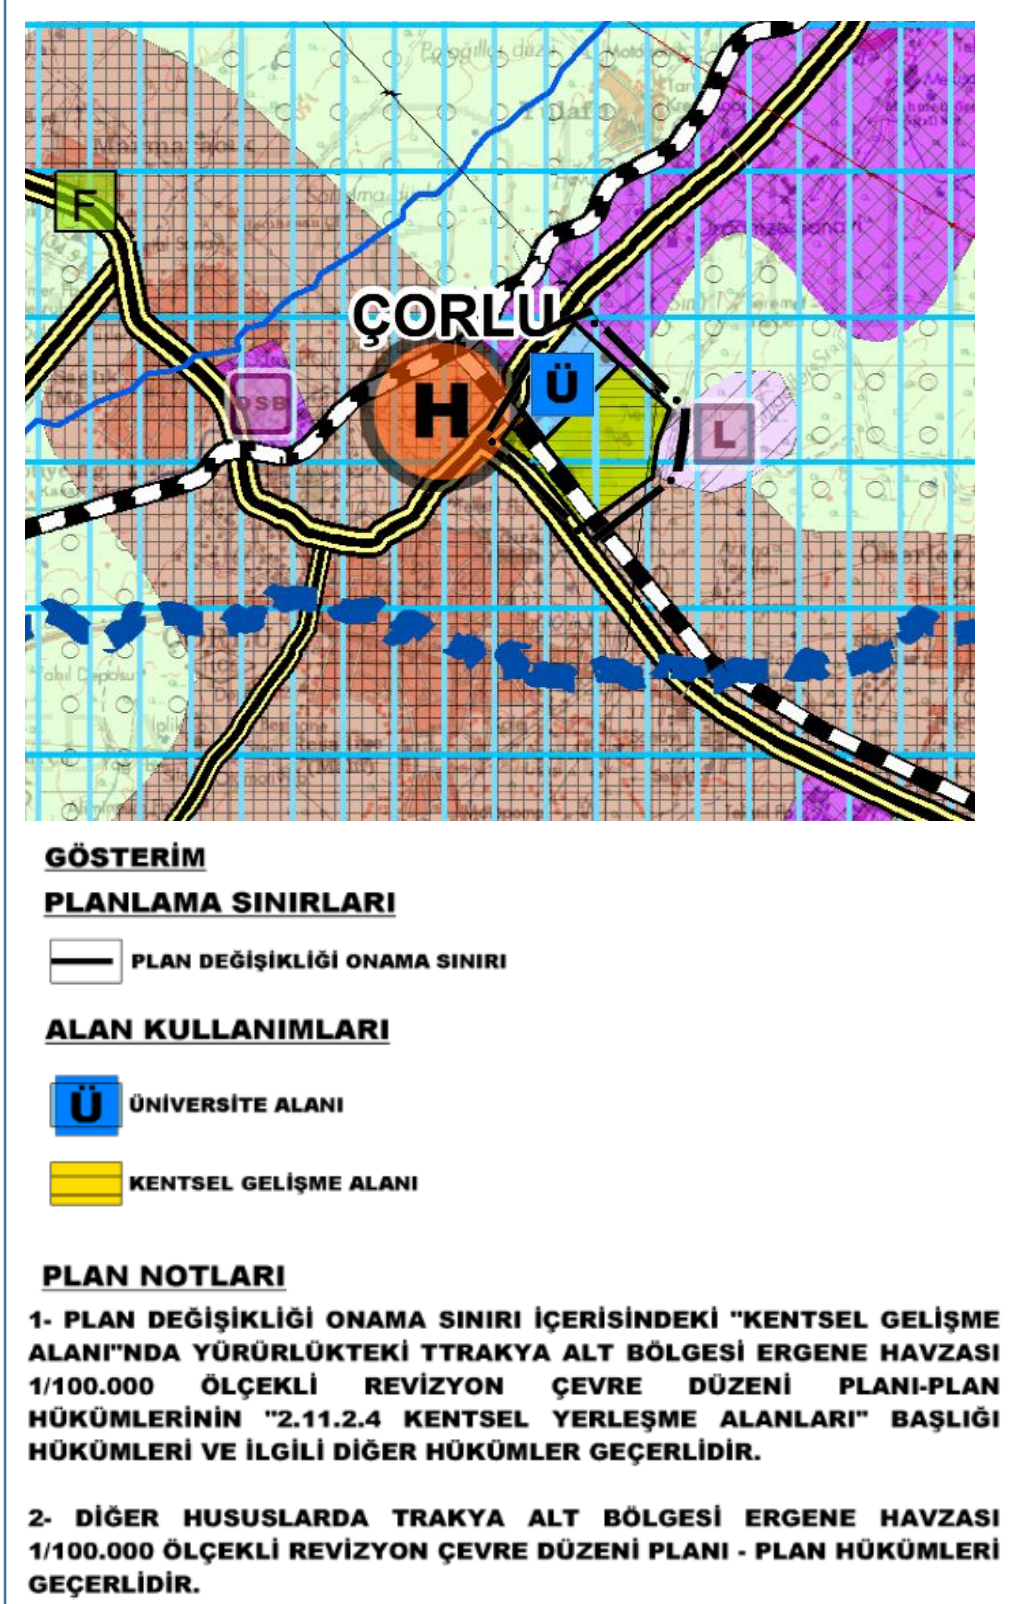 F
ÇORLU
OSB
H
Ü
L
GÖSTERİM
PLANLAMA SINIRLARI
PLAN DEĞİŞİKLİĞİ ONAMA SINIRI
ALAN KULLANIMLARI
Ü ÜNİVERSİTE ALANI
KENTSEL GELİŞME ALANI
PLAN NOTLARI
1- PLAN DEĞİŞİKLİĞİ ONAMA SINIRI İÇERİSİNDEKİ "KENTSEL GELİŞME
ALANI"NDA YÜRÜRLÜKTEKİ TTRAKYA ALT BÖLGESİ ERGENE HAVZASI
1/100.000 ÖLÇEKLİ REVİZYON ÇEVRE DÜZENİ PLANI-PLAN
HÜKÜMLERİNİN "2.11.2.4 KENTSEL YERLEŞME ALANLARI" BAŞLIĞI
HÜKÜMLERİ VE İLGİLİ DİĞER HÜKÜMLER GEÇERLİDİR.
2- DİĞER HUSUSLARDA TRAKYA ALT BÖLGESİ ERGENE HAVZASI
1/100.000 ÖLÇEKLİ REVİZYON ÇEVRE DÜZENİ PLANI - PLAN HÜKÜMLERİ
GEÇERLİDİR.